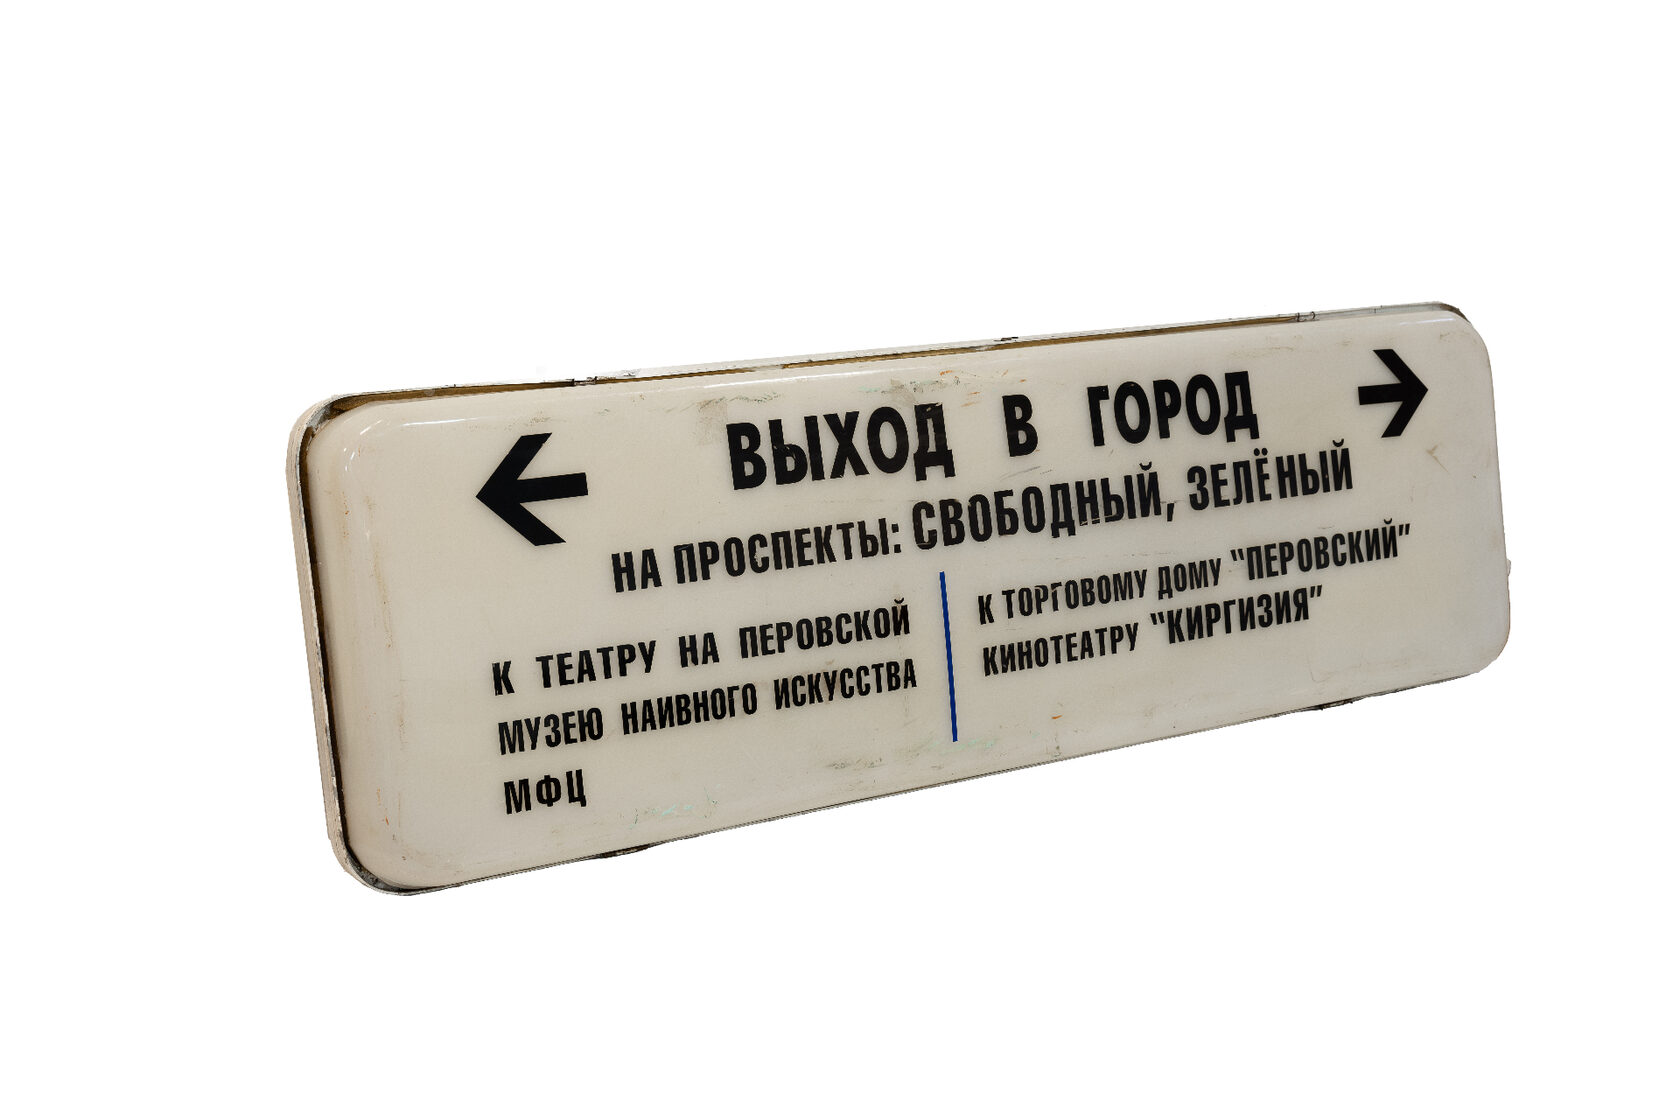 ← ВЫХОД В ГОРОД →
НА ПРОСПЕКТЫ: СВОБОДНЫЙ, ЗЕЛЁНЫЙ
К ТЕАТРУ НА ПЕРОВСКОЙ
МУЗЕЮ НАИВНОГО ИСКУССТВА
МФЦ
К ТОРГОВОМУ ДОМУ "ПЕРОВСКИЙ"
КИНОТЕАТРУ "КИРГИЗИЯ"